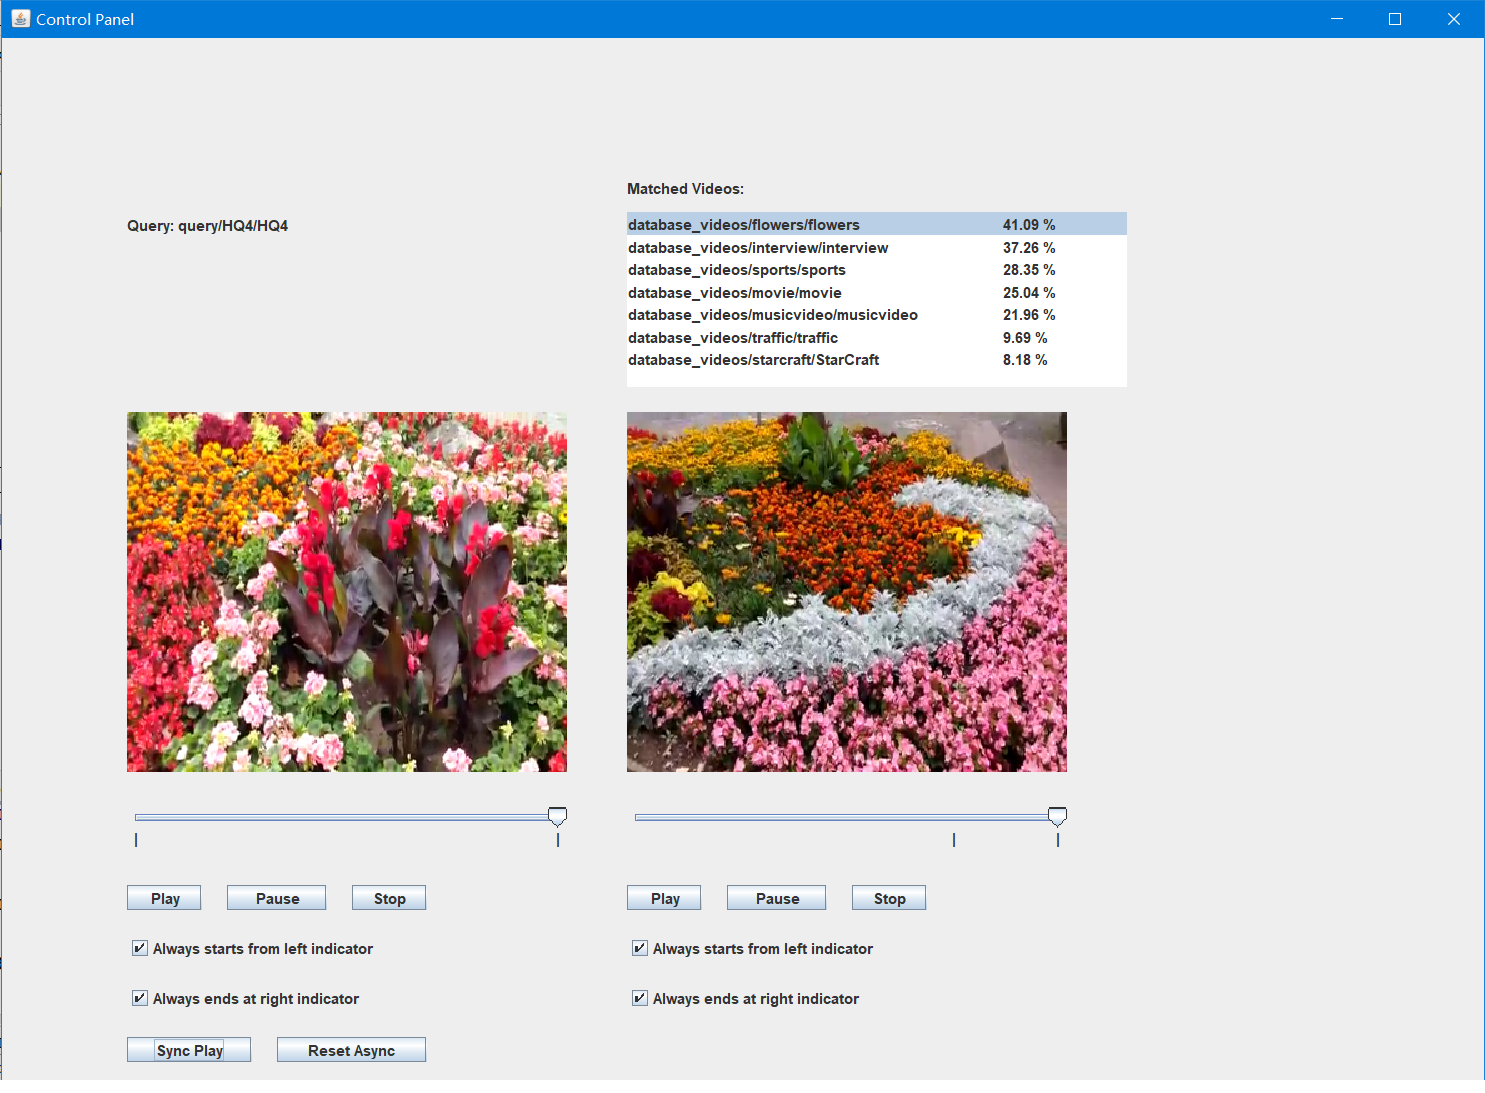 Control Panel
Matched Videos:
Query: query/HQ4/HQ4
database_videos/flowers/flowers 41.09 %
database_videos/interview/interview 37.26 %
database_videos/sports/sports 28.35 %
database_videos/movie/movie 25.04 %
database_videos/musicvideo/musicvideo 21.96 %
database_videos/traffic/traffic 9.69 %
database_videos/starcraft/StarCraft 8.18 %
Play Pause Stop Play Pause Stop
Always starts from left indicator Always starts from left indicator
Always ends at right indicator Always ends at right indicator
Sync Play Reset Async